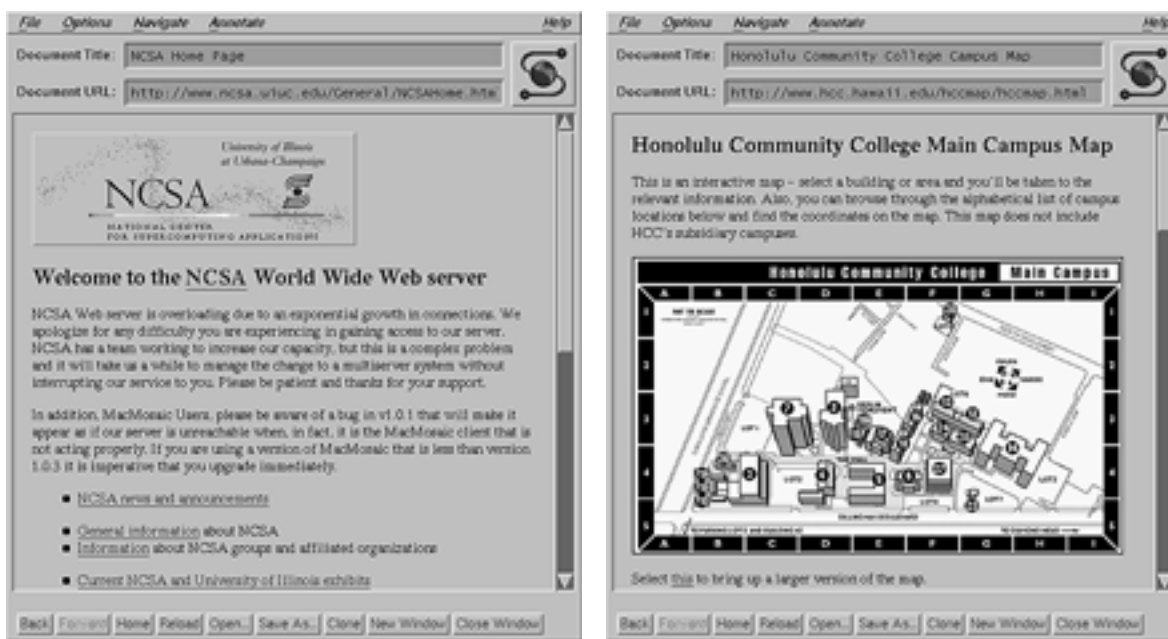 File Options Navigate Annotate Help
Document Title: NCSA Home Page
Document URL: http://www.ncsa.uiuc.edu/General/NCSAHome.htm
University of Illinois
at Urbana-Champaign
NCSA
NATIONAL CENTER
FOR SUPERCOMPUTING APPLICATIONS
Welcome to the NCSA World Wide Web server
NCSA Web server is overloading due to an exponential growth in connections. We
apologize for any difficulty you are experiencing in gaining access to our server.
NCSA has a team working to increase our capacity, but this is a complex problem
and it will take us a while to manage the change to a multiserver system without
interrupting our service to you. Please be patient and thanks for your support.
In addition, MacMosaic Users, please be aware of a bug in v1.0.1 that will make it
appear as if our server is unreachable when, in fact, it is the MacMosaic client that is
not acting properly. If you are using a version of MacMosaic that is less than version
1.0.3 it is imperative that you upgrade immediately.
NCSA news and announcements
General information about NCSA
Information about NCSA groups and affiliated organizations
Current NCSA and University of Illinois exhibits
Back Forward Home Reload Open... Save As... Clone New Window Close Window
File Options Navigate Annotate Help
Document Title: Honolulu Community College Campus Map
Document URL: http://www.hcc.hawaii.edu/hccmap/hccmap.html
Honolulu Community College Main Campus Map
This is an interactive map – select a building or area and you'll be taken to the
relevant information. Also, you can browse through the alphabetical list of campus
locations below and find the coordinates on the map. This map does not include
HCC's subsidiary campuses.
Honolulu Community College Main Campus
A B C D E F G H I
1 1
2 2
3 3
4 4
5 5
A B C D E F G H I
Select this to bring up a larger version of the map.
Back Forward Home Reload Open... Save As... Clone New Window Close Window